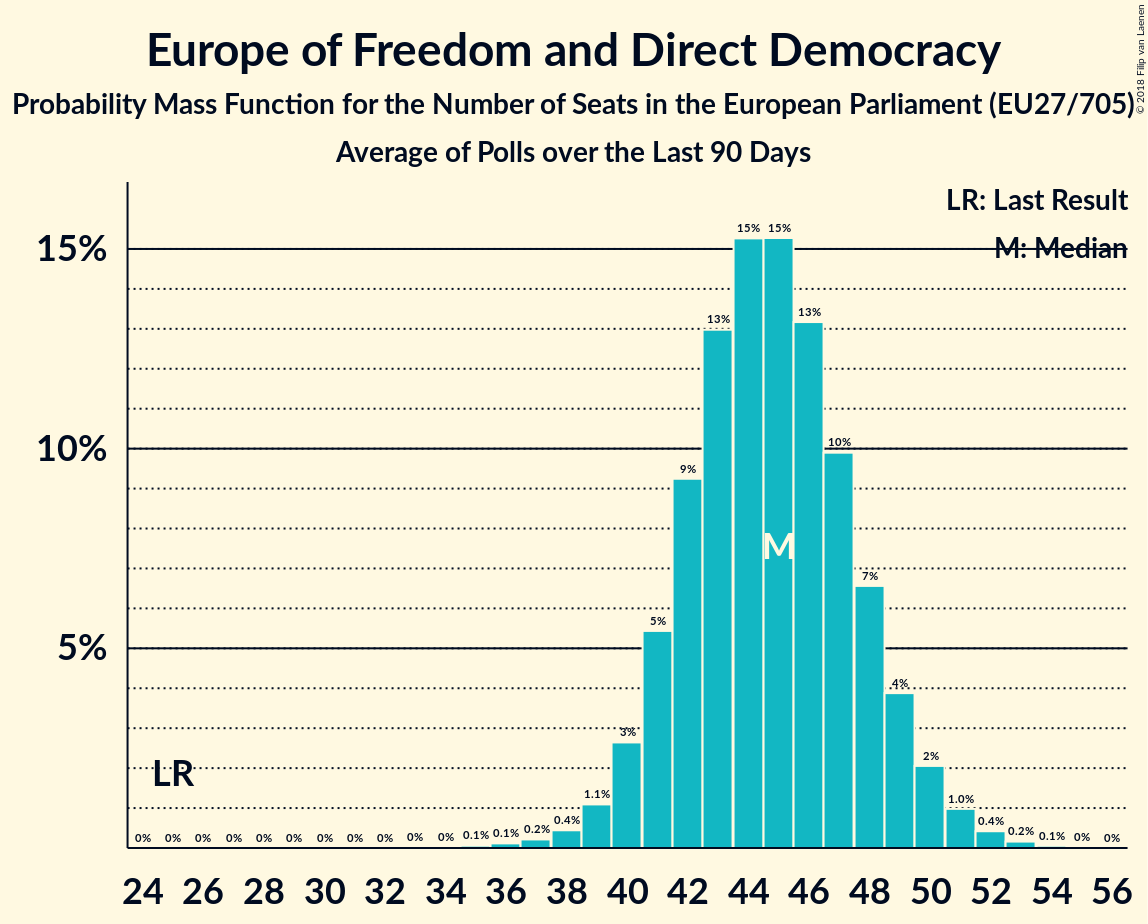 Europe of Freedom and Direct Democracy
Probability Mass Function for the Number of Seats in the European Parliament (EU27/705)
Average of Polls over the Last 90 Days
© 2018 Filip van Laenen
LR: Last Result
M: Median
15%
10%
5%
0% 0% 0% 0% 0% 0% 0% 0% 0% 0% 0% 0.1% 0.1% 0.2% 0.4% 1.1% 3% 5% 9% 13% 15% 15% 13% 10% 7% 4% 2% 1.0% 0.4% 0.2% 0.1% 0% 0%
LR
M
24 26 28 30 32 34 36 38 40 42 44 46 48 50 52 54 56